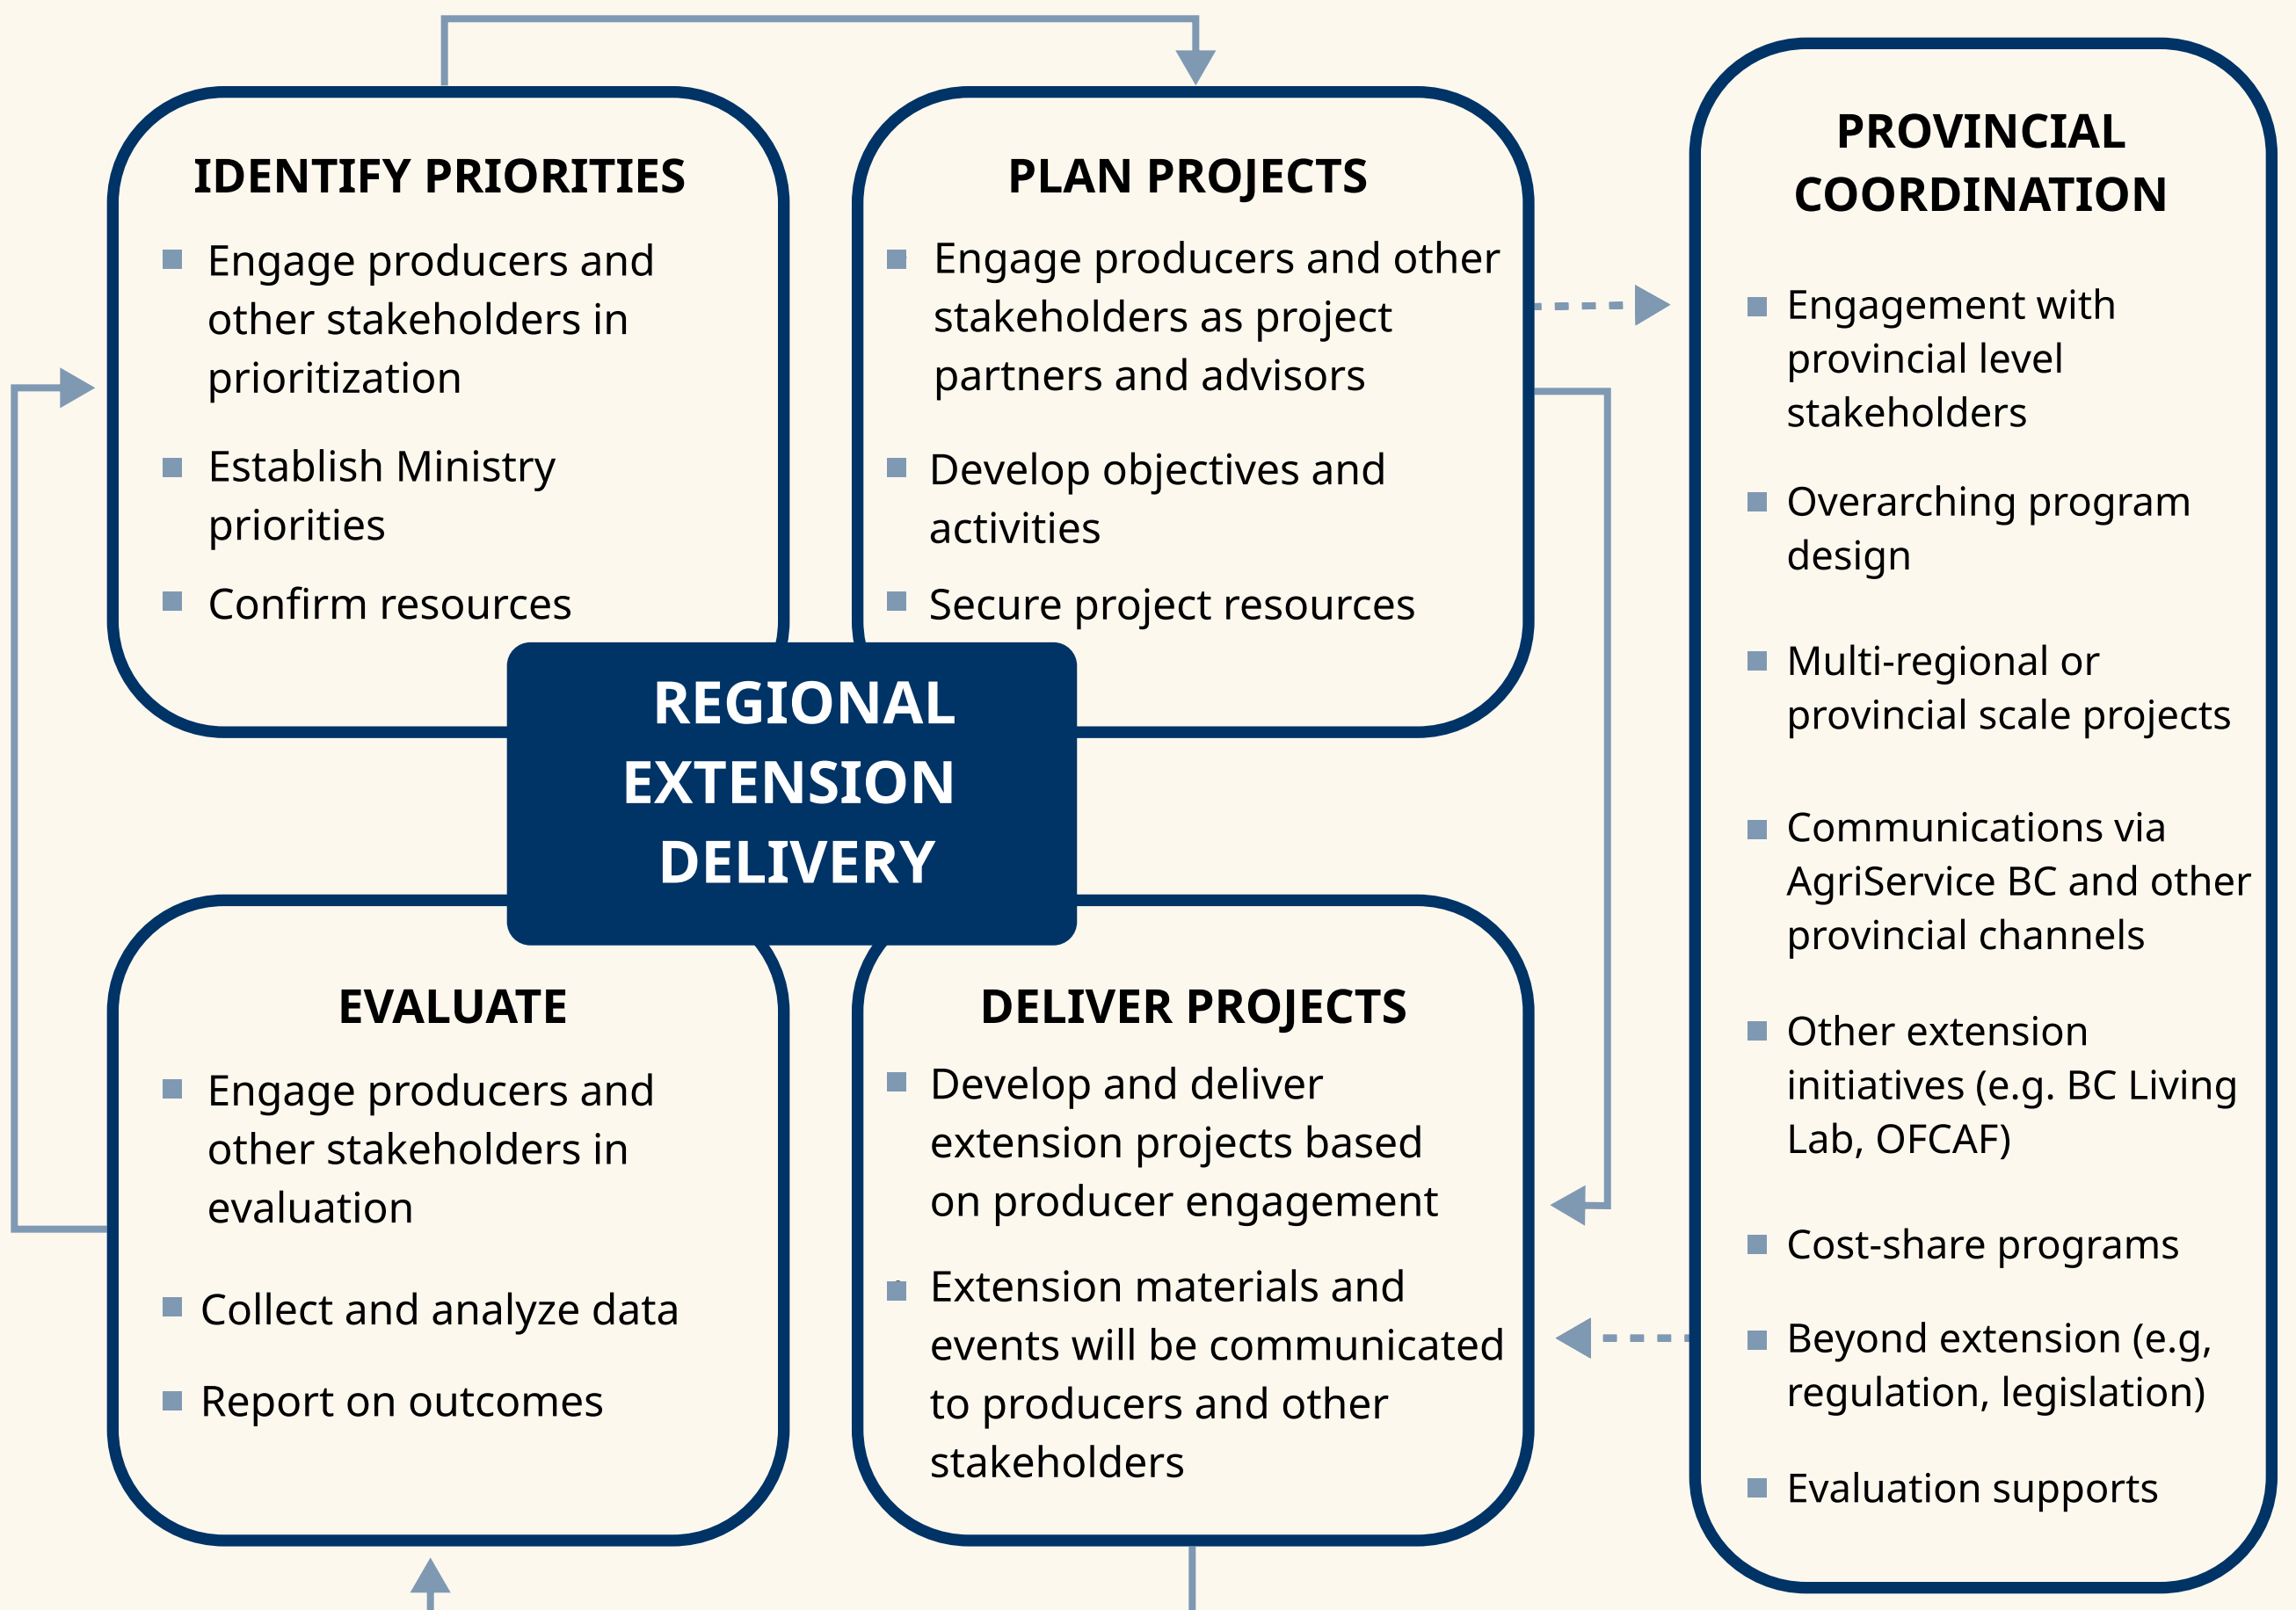 IDENTIFY PRIORITIES
Engage producers and
other stakeholders in
prioritization
Establish Ministry
priorities
Confirm resources
PLAN PROJECTS
Engage producers and other
stakeholders as project
partners and advisors
Develop objectives and
activities
Secure project resources
REGIONAL
EXTENSION
DELIVERY
EVALUATE
Engage producers and
other stakeholders in
evaluation
Collect and analyze data
Report on outcomes
DELIVER PROJECTS
Develop and deliver
extension projects based
on producer engagement
Extension materials and
events will be communicated
to producers and other
stakeholders
PROVINCIAL
COORDINATION
Engagement with
provincial level
stakeholders
Overarching program
design
Multi-regional or
provincial scale projects
Communications via
AgriService BC and other
provincial channels
Other extension
initiatives (e.g. BC Living
Lab, OFCAF)
Cost-share programs
Beyond extension (e.g,
regulation, legislation)
Evaluation supports